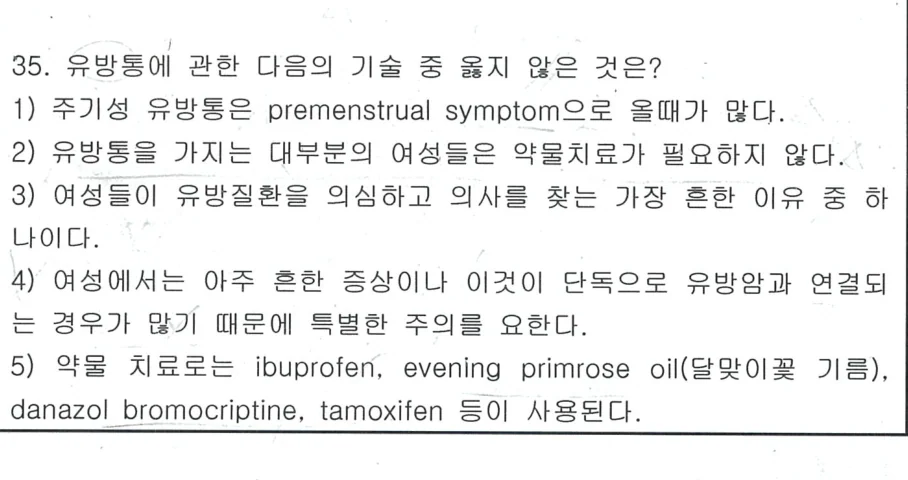 35. 유방통에 관한 다음의 기술 중 옳지 않은 것은?
1) 주기성 유방통은 premenstrual symptom으로 올때가 많다.
2) 유방통을 가지는 대부분의 여성들은 약물치료가 필요하지 않다.
3) 여성들이 유방질환을 의심하고 의사를 찾는 가장 흔한 이유 중 하
나이다.
4) 여성에서는 아주 흔한 증상이나 이것이 단독으로 유방암과 연결되
는 경우가 많기 때문에 특별한 주의를 요한다.
5) 약물 치료로는 ibuprofen, evening primrose oil(달맞이꽃 기름),
danazol bromocriptine, tamoxifen 등이 사용된다.